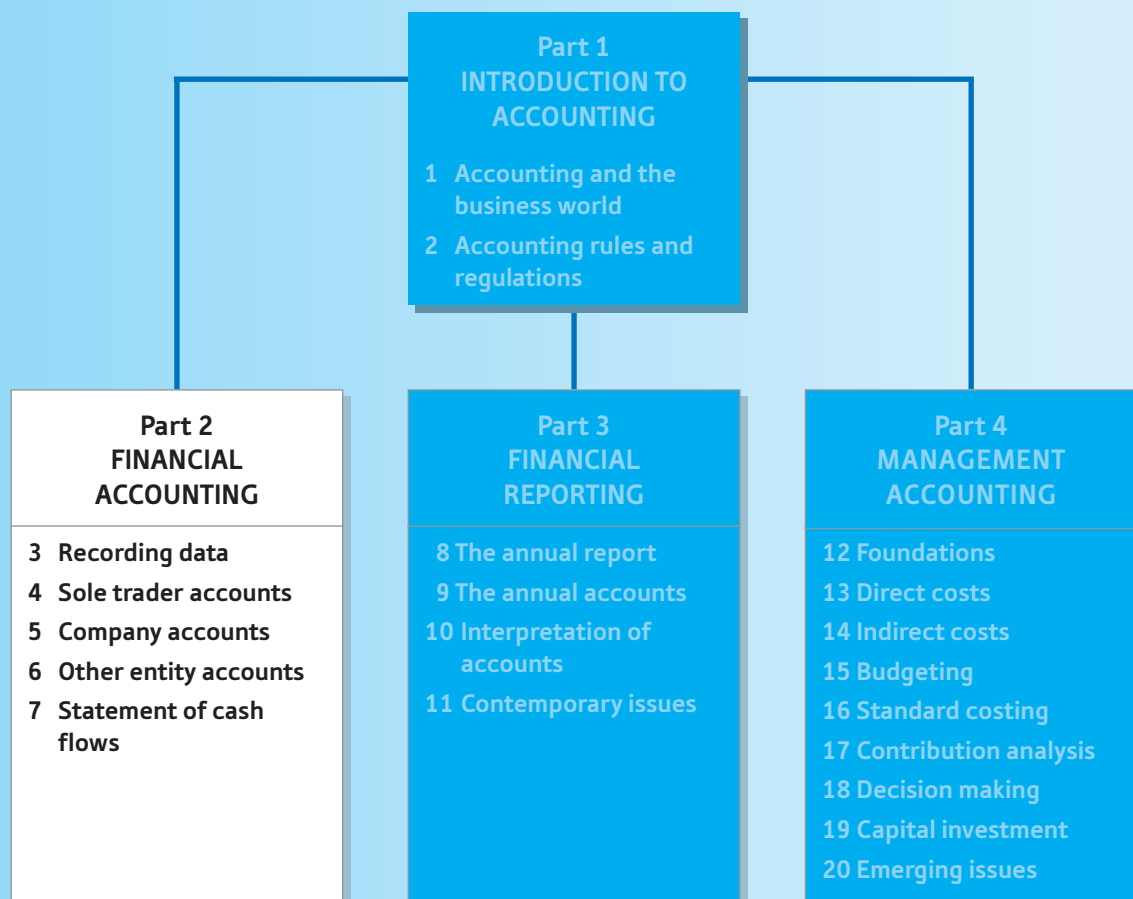 Part 1
INTRODUCTION TO
ACCOUNTING
1 Accounting and the
business world
2 Accounting rules and
regulations
Part 2
FINANCIAL
ACCOUNTING
3 Recording data
4 Sole trader accounts
5 Company accounts
6 Other entity accounts
7 Statement of cash
flows
Part 3
FINANCIAL
REPORTING
8 The annual report
9 The annual accounts
10 Interpretation of
accounts
11 Contemporary issues
Part 4
MANAGEMENT
ACCOUNTING
12 Foundations
13 Direct costs
14 Indirect costs
15 Budgeting
16 Standard costing
17 Contribution analysis
18 Decision making
19 Capital investment
20 Emerging issues